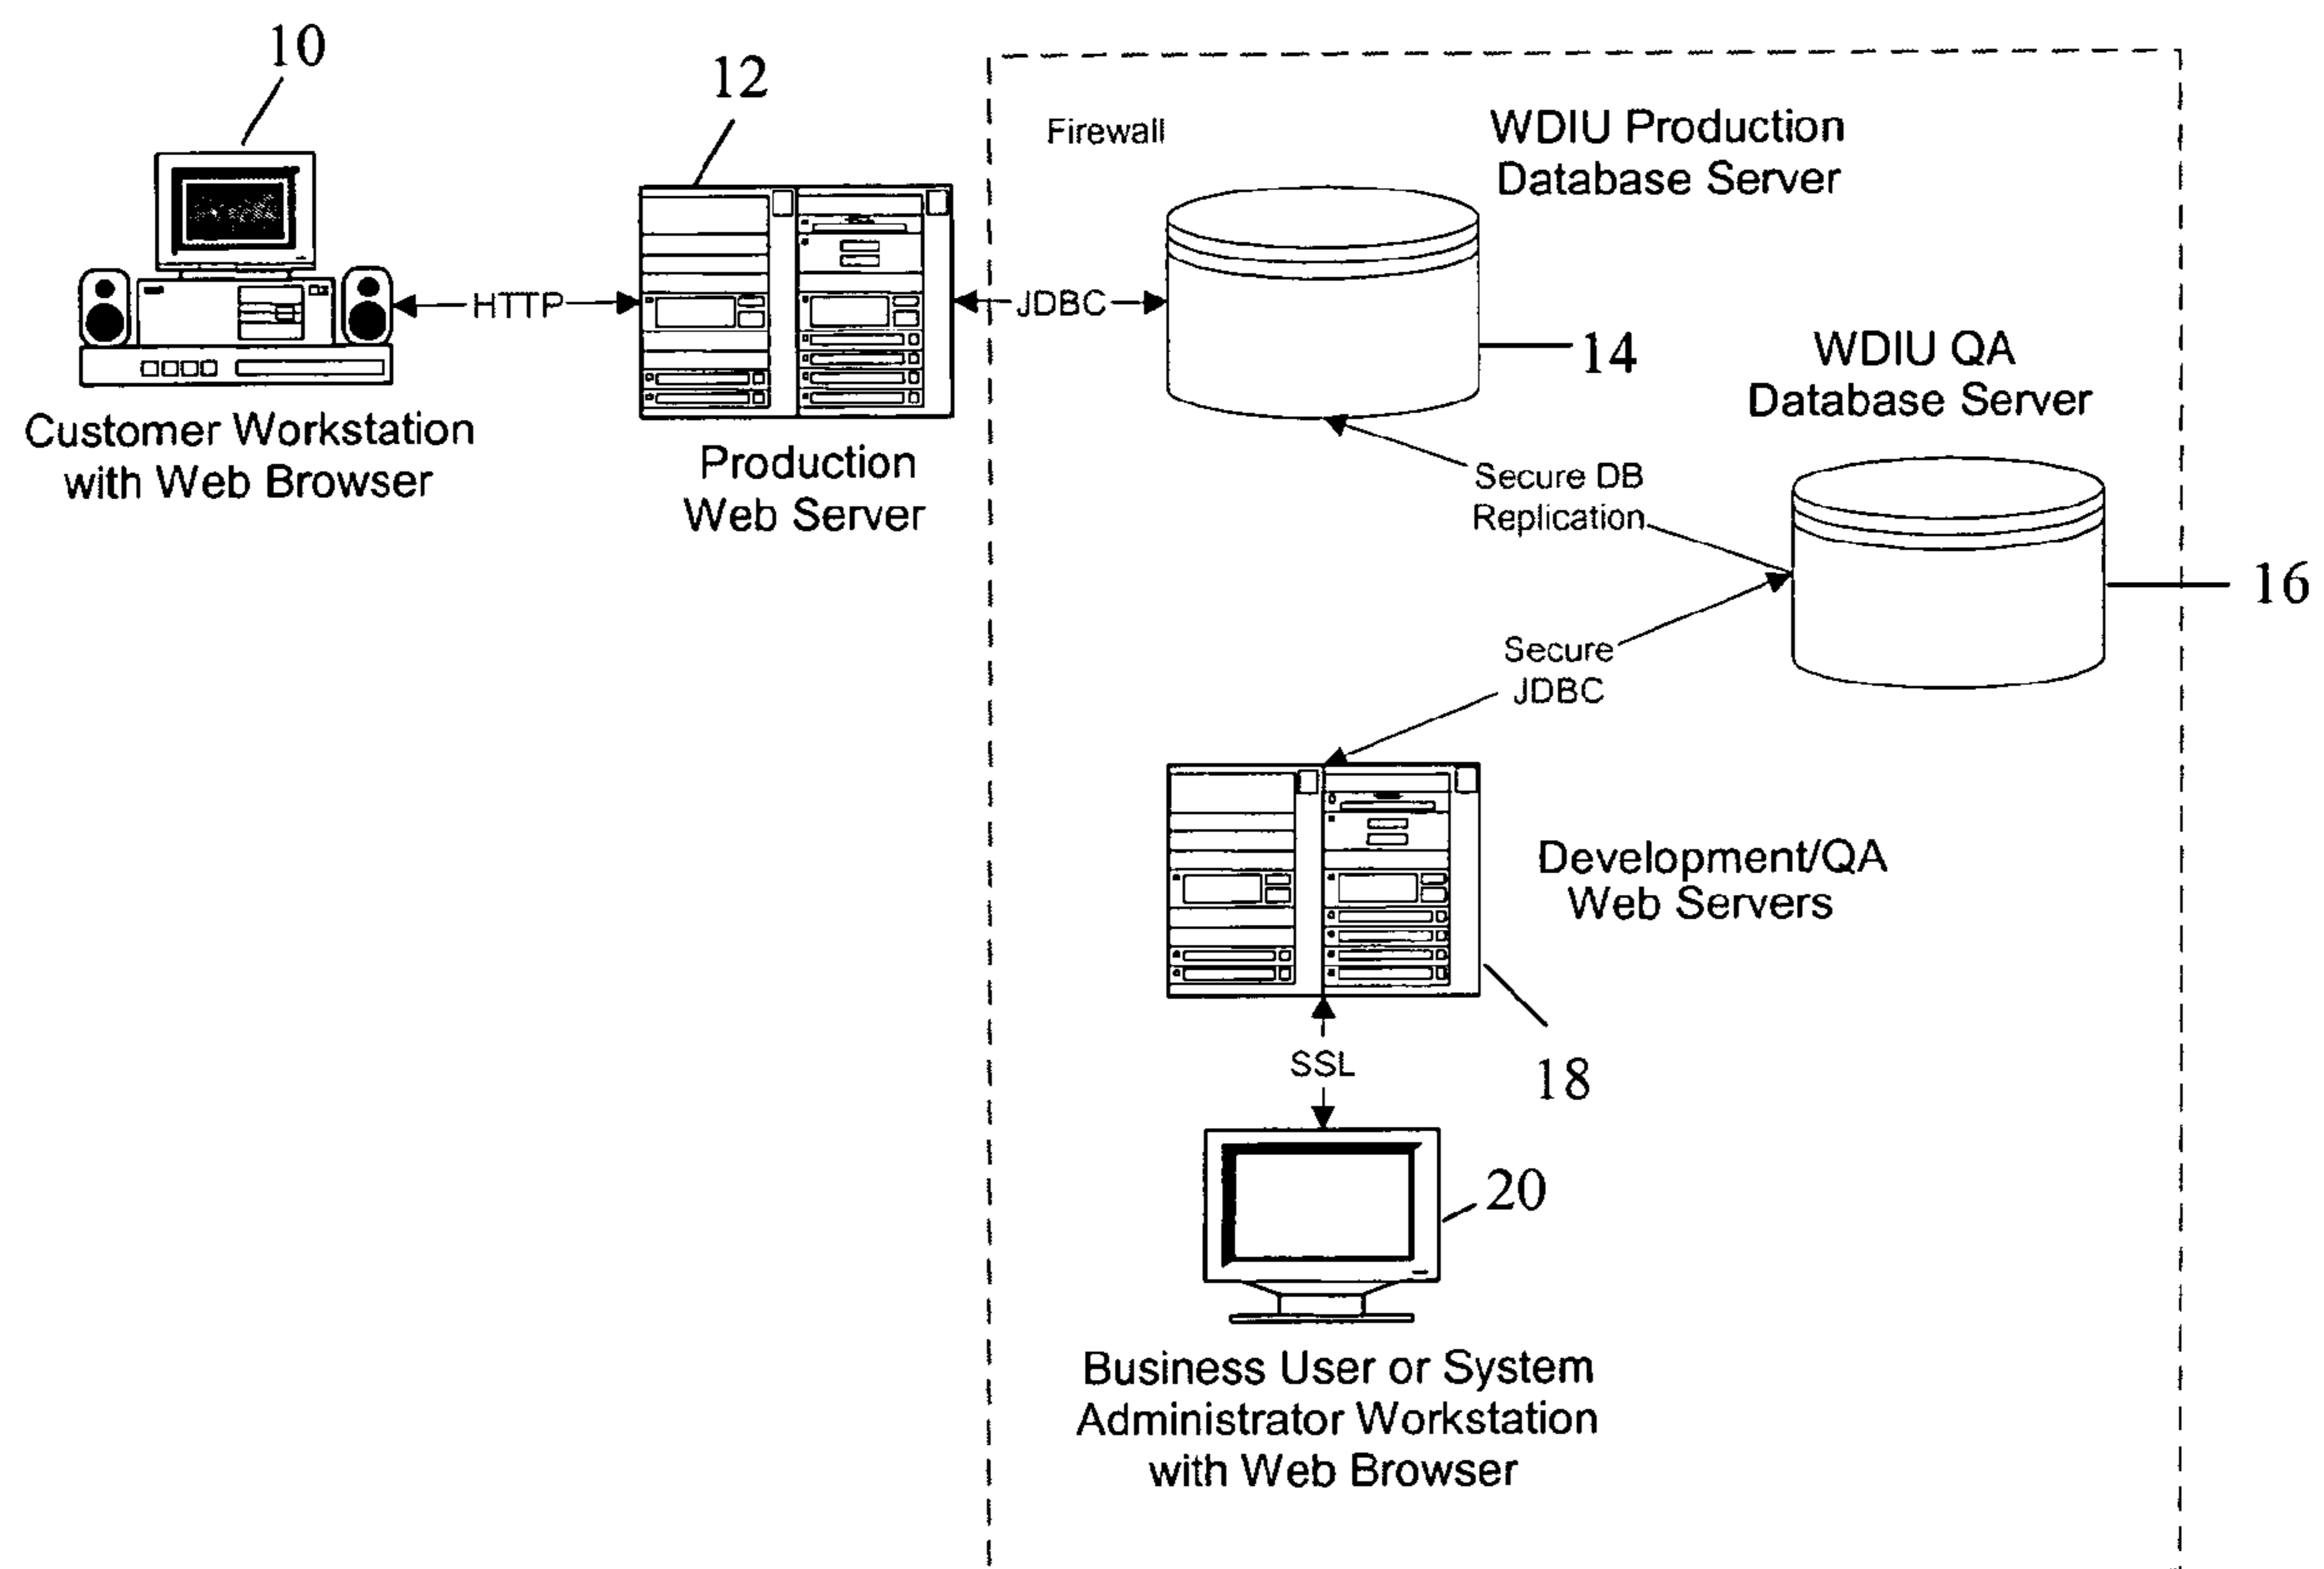 10
12
Firewall
WDIU Production
Database Server
HTTP
JDBC
14
WDIU QA
Database Server
Customer Workstation
with Web Browser
Production
Web Server
Secure DB
Replication
16
Secure
JDBC
Development/QA
Web Servers
18
SSL
20
Business User or System
Administrator Workstation
with Web Browser